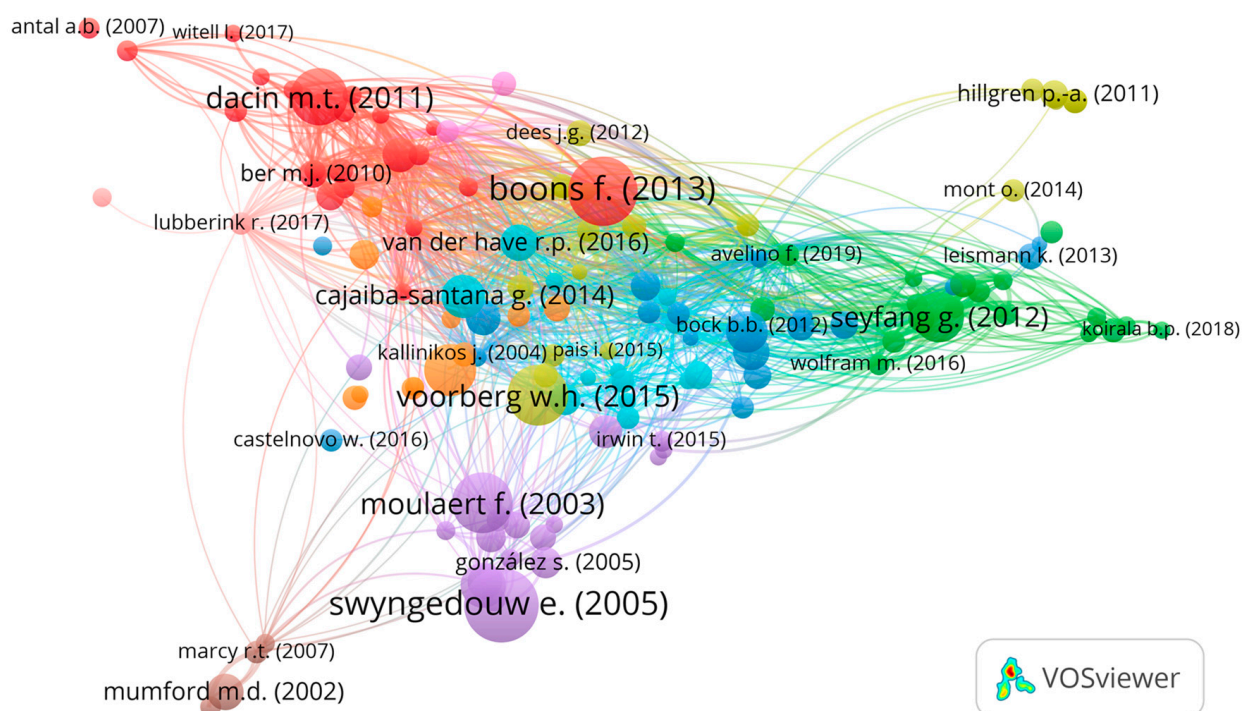 antal a.b. (2007)
witell l. (2017)
dacin m.t. (2011)
hillgren p.-a. (2011)
dees j.g. (2012)
ber m.j. (2010)
boons f. (2013)
mont o. (2014)
lubberink r. (2017)
van der have r.p. (2016)
avelino f. (2019)
leismann k. (2013)
cajaiba-santana g. (2014)
bock b.b. (2012)
seyfang g. (2012)
koirala b.p. (2018)
kallinikos j. (2004)
pais i. (2015)
wolfram m. (2016)
voorberg w.h. (2015)
castelnovo w. (2016)
irwin t. (2015)
moulaert f. (2003)
gonzález s. (2005)
swyngedouw e. (2005)
marcy r.t. (2007)
mumford m.d. (2002)
VOSviewer